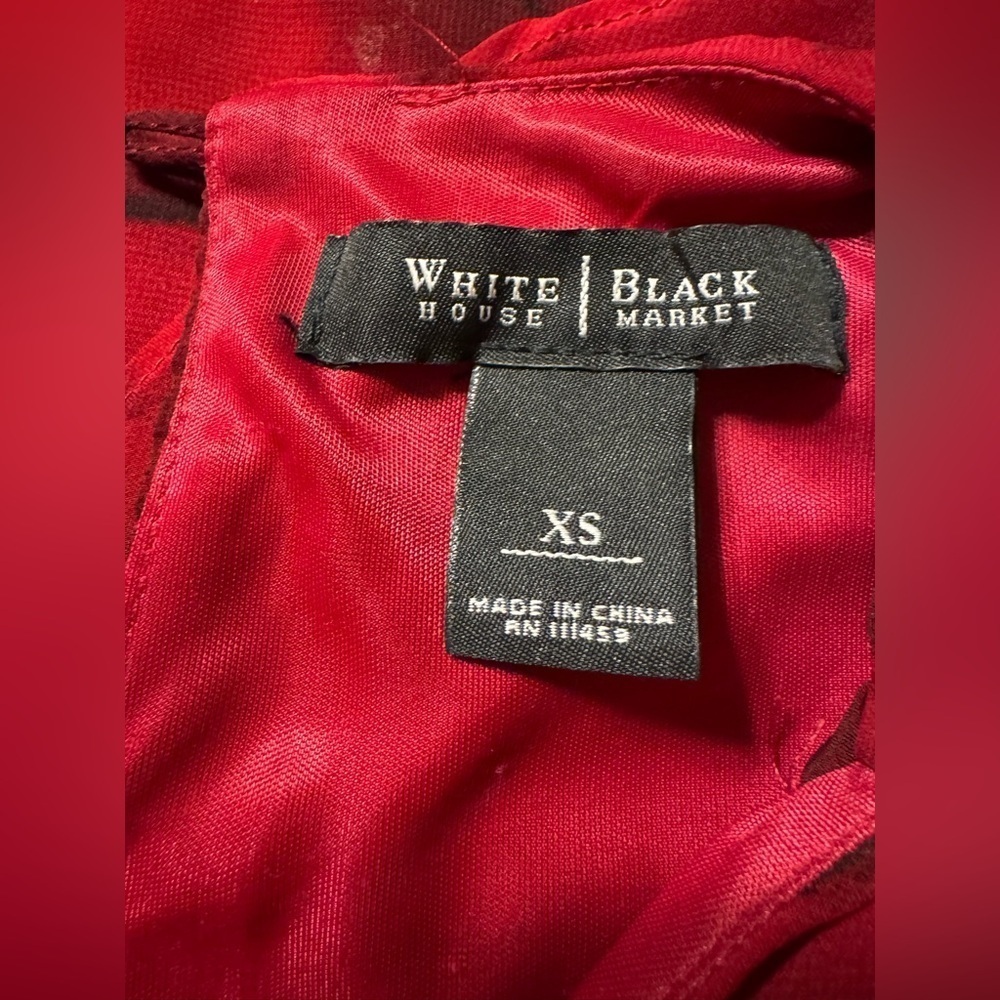 WHITE | BLACK
HOUSE | MARKET
XS
MADE IN CHINA
RN 111459